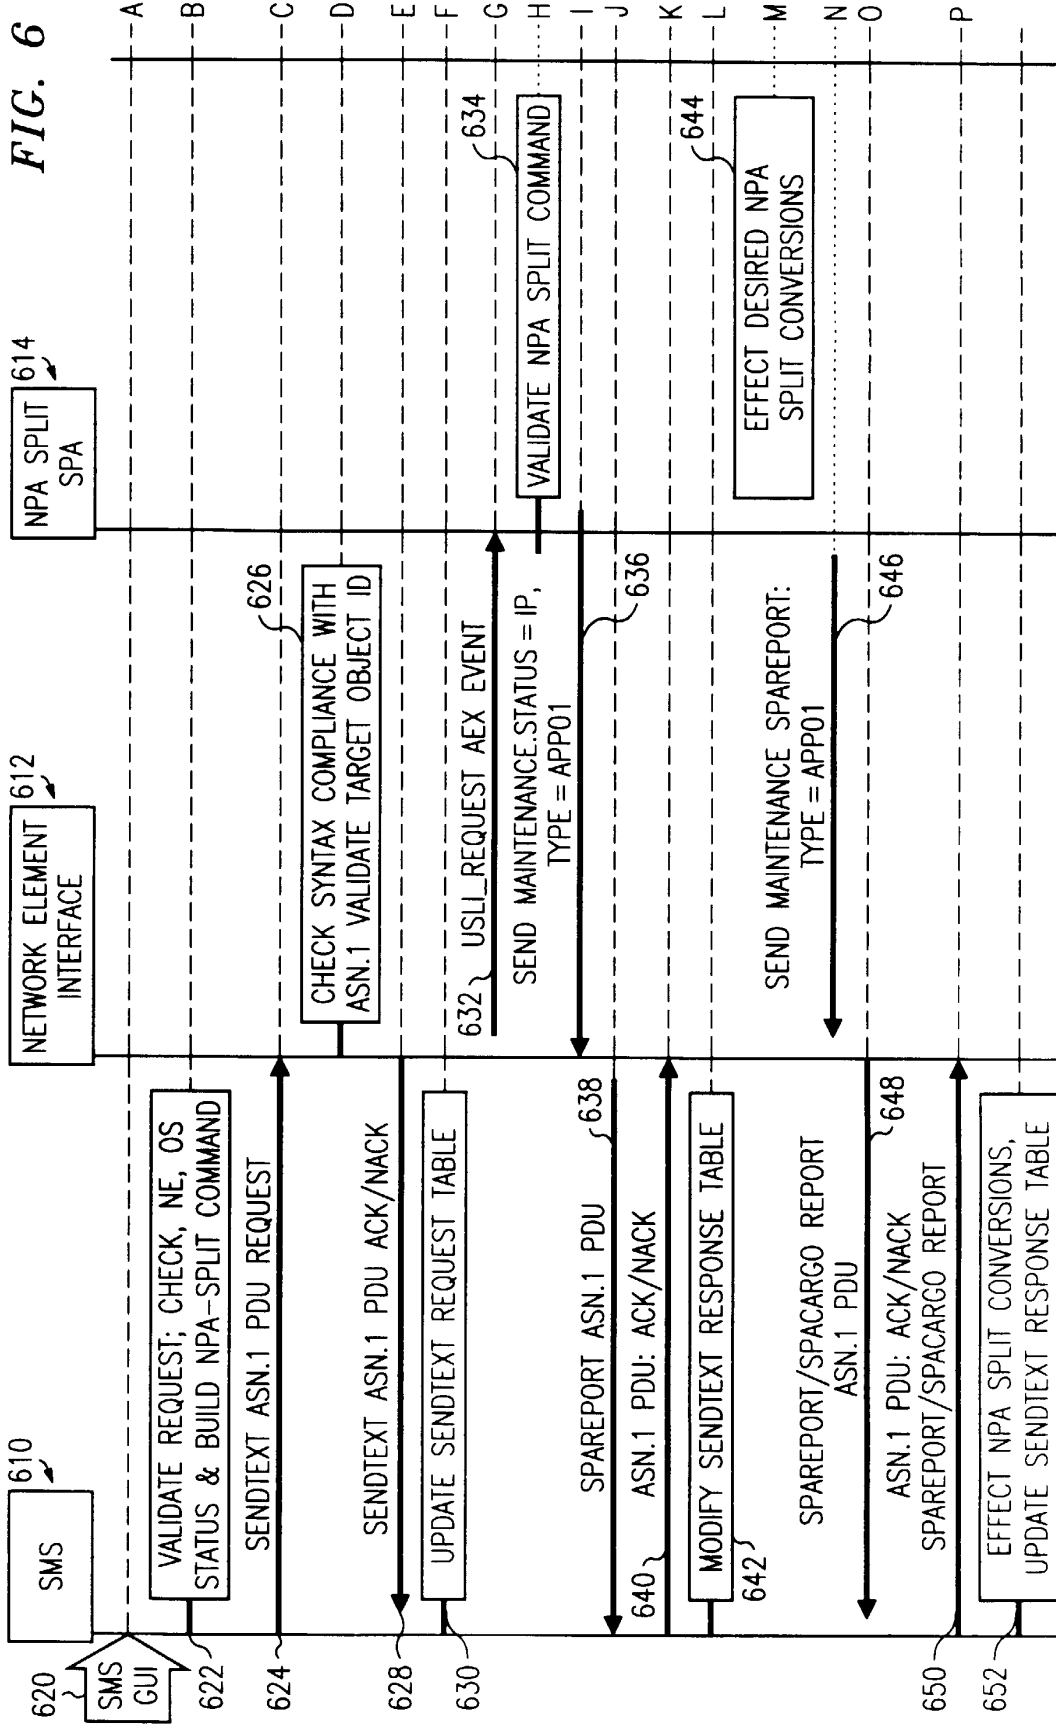 FIG. 6
SMS
610
NETWORK ELEMENT
INTERFACE
612
NPA SPLIT
SPA
614
620
SMS
GUI
A
VALIDATE REQUEST; CHECK, NE, OS
STATUS & BUILD NPA-SPLIT COMMAND
622
B
SENDTEXT ASN.1 PDU REQUEST
624
C
626
CHECK SYNTAX COMPLIANCE WITH
ASN.1 VALIDATE TARGET OBJECT ID
D
SENDTEXT ASN.1 PDU ACK/NACK
628
E
UPDATE SENDTEXT REQUEST TABLE
630
F
632
USLI_REQUEST AEX EVENT
G
634
VALIDATE NPA SPLIT COMMAND
H
SEND MAINTENANCE.STATUS = IP,
TYPE = APP01
636
I
SPAREPORT ASN.1 PDU
638
J
640
ASN.1 PDU: ACK/NACK
K
MODIFY SENDTEXT RESPONSE TABLE
642
L
644
EFFECT DESIRED NPA
SPLIT CONVERSIONS
M
SEND MAINTENANCE SPAREPORT:
TYPE = APP01
646
N
SPAREPORT/SPACARGO REPORT
ASN.1 PDU
648
O
ASN.1 PDU: ACK/NACK
SPAREPORT/SPACARGO REPORT
650
P
EFFECT NPA SPLIT CONVERSIONS,
UPDATE SENDTEXT RESPONSE TABLE
652